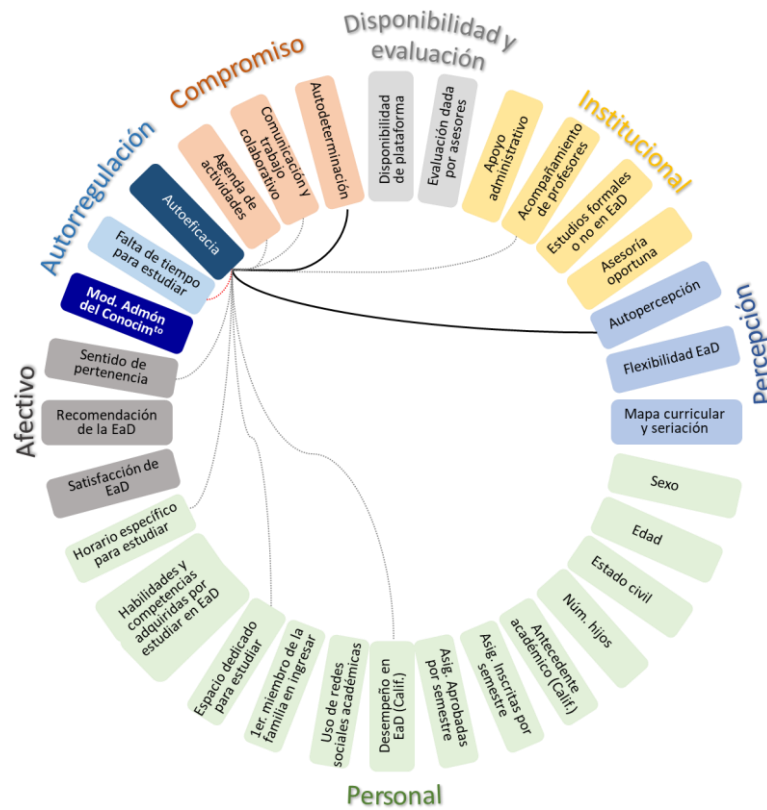 Disponibilidad y
evaluación
Disponibilidad
de plataforma
Evaluación dada
por asesores
Institucional
Apoyo
administrativo
Acompañamiento
de profesores
Estudios formales
o no en EaD
Asesoría
oportuna
Percepción
Autopercepción
Flexibilidad EaD
Mapa curricular
y seriación
Sexo
Edad
Estado civil
Núm. hijos
Antecedente
académico (Calif.)
Asig. Inscritas por
semestre
Asig. Aprobadas
por semestre
Desempeño en
EaD (Calif.)
Uso de redes
sociales académicas
1er. miembro de la
familia en ingresar
Espacio dedicado
para estudiar
Habilidades y
competencias
adquiridas por
estudiar en EaD
Horario específico
para estudiar
Personal
Afectivo
Satisfacción de
EaD
Recomendación
de la EaD
Sentido de
pertenencia
Autorregulación
Mod. Admón
del Conocimto
Falta de tiempo
para estudiar
Autoeficacia
Compromiso
Agenda de
actividades
Comunicación y
trabajo
colaborativo
Autodeterminación